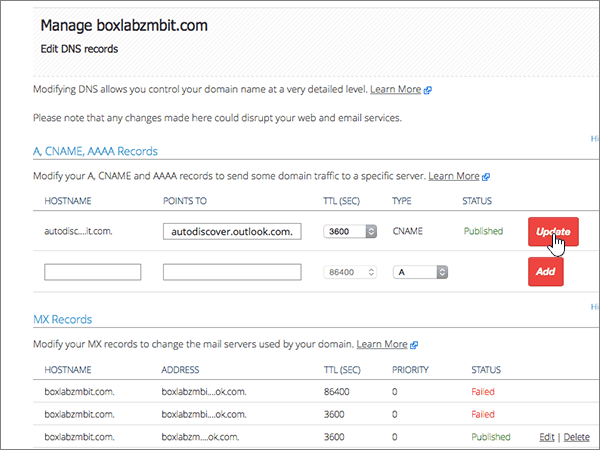 Manage boxlabzmbit.com
Edit DNS records
Modifying DNS allows you control your domain name at a very detailed level. Learn More
Please note that any changes made here could disrupt your web and email services.
Hi
A, CNAME, AAAA Records
Modify your A, CNAME and AAAA records to send some domain traffic to a specific server. Learn More
HOSTNAME POINTS TO TTL (SEC) TYPE STATUS
autodisc....it.com. autodiscover.outlook.com. 3600 CNAME Published Update
86400 A Add
Hi
MX Records
Modify your MX records to change the mail servers used by your domain. Learn More
HOSTNAME ADDRESS TTL (SEC) PRIORITY STATUS
boxlabzmbit.com. boxlabzmbi....ok.com. 86400 0 Failed
boxlabzmbit.com. boxlabzmbi....ok.com. 3600 0 Failed
boxlabzmbit.com. boxlabzm....ok.com. 3600 0 Published Edit | Delete